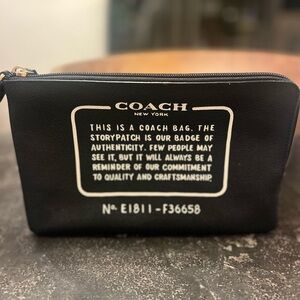 COACH
NEW YORK
THIS IS A COACH BAG. THE
STORYPATCH IS OUR BADGE OF
AUTHENTICITY. FEW PEOPLE MAY
SEE IT, BUT IT WILL ALWAYS BE A
REMINDER OF OUR COMMITMENT
TO QUALITY AND CRAFTSMANSHIP.
No. E1811-F36658